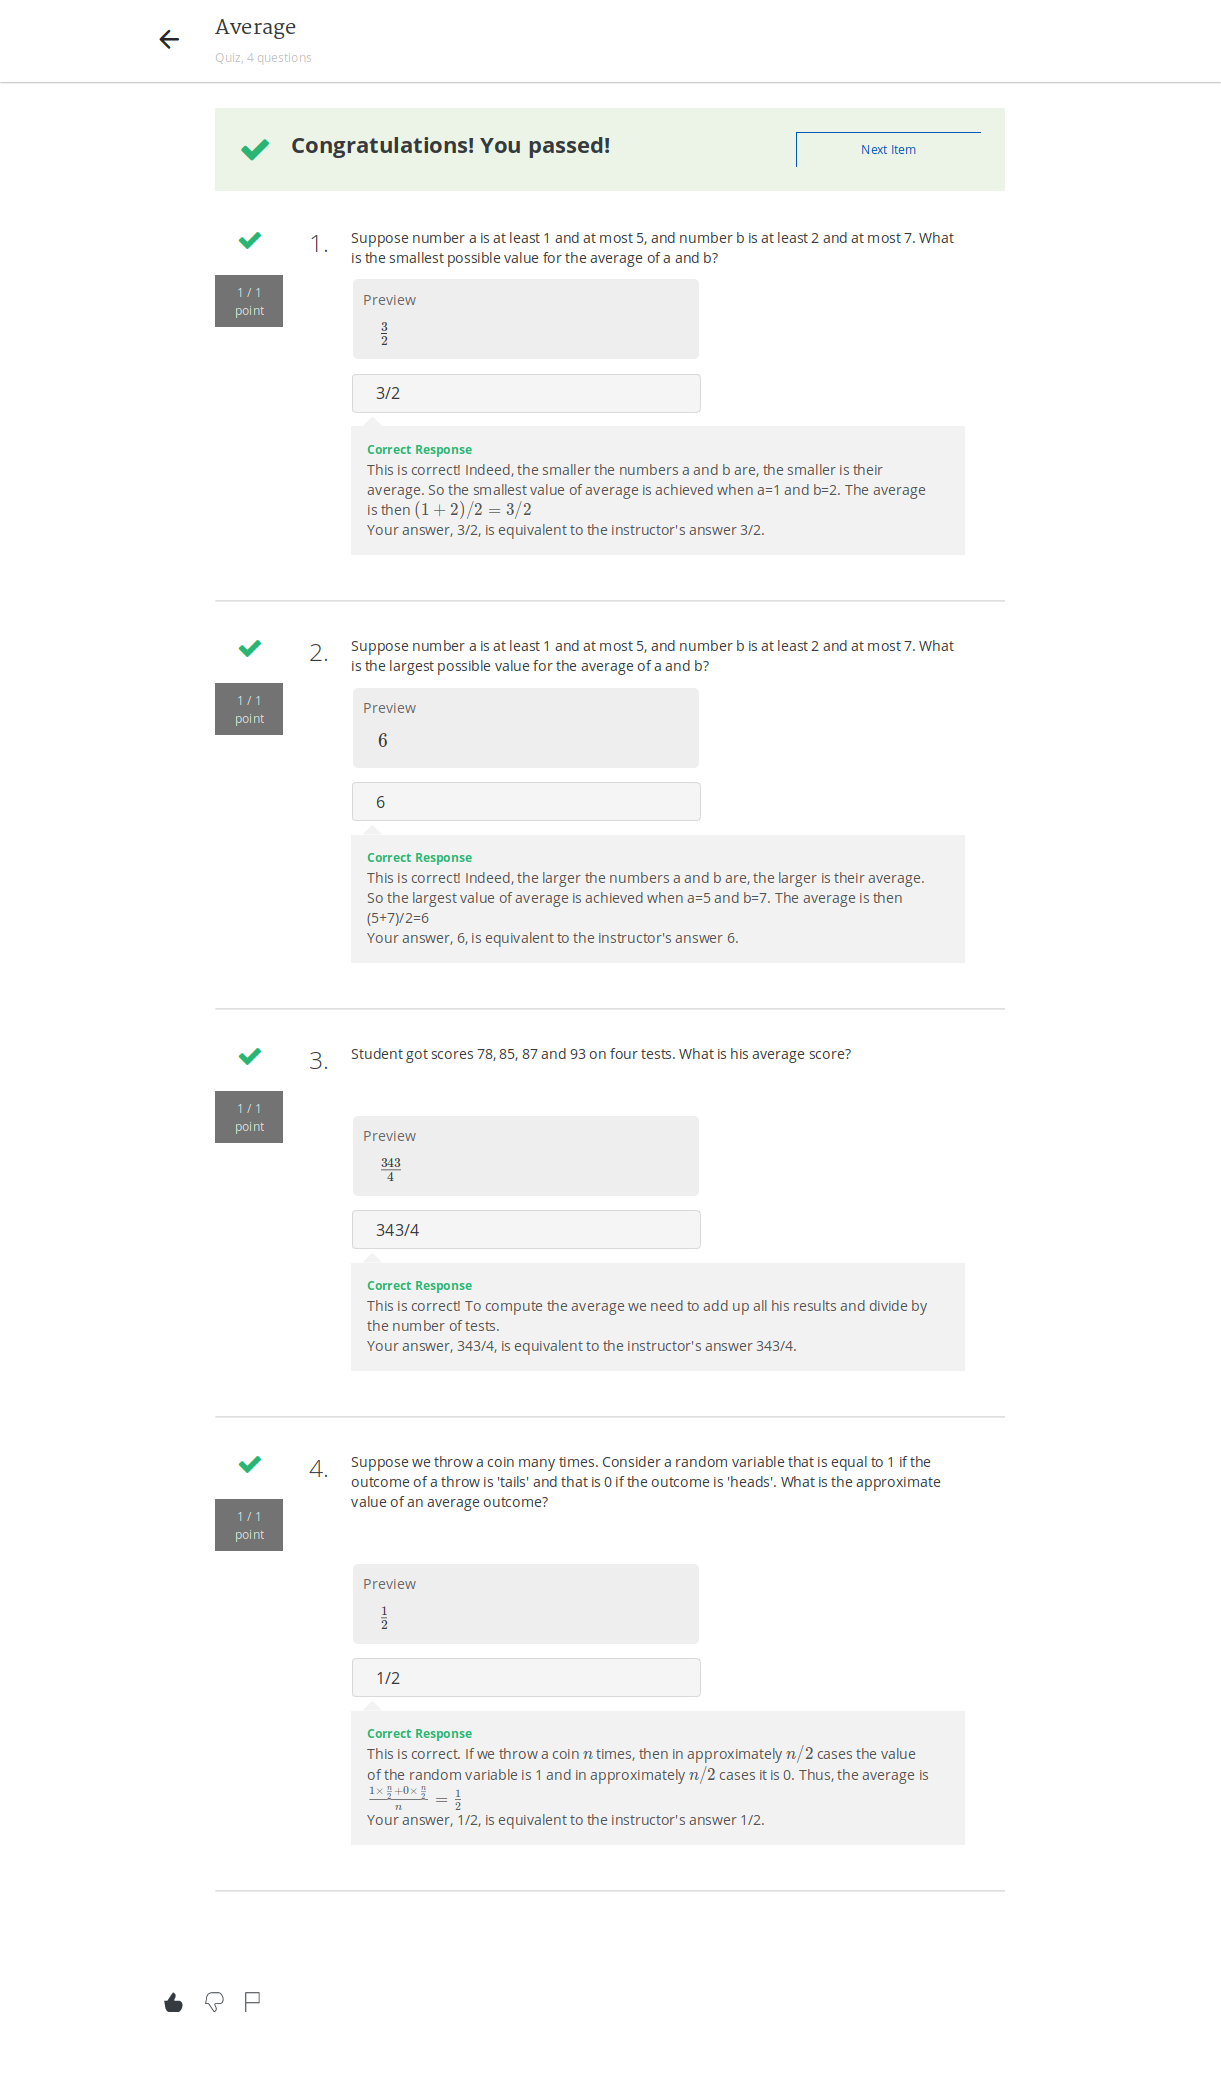 Average
Quiz, 4 questions
Congratulations! You passed!
Next Item
1 / 1
point
1.
Suppose number a is at least 1 and at most 5, and number b is at least 2 and at most 7. What
is the smallest possible value for the average of a and b?
Preview
3/2
3/2
Correct Response
This is correct! Indeed, the smaller the numbers a and b are, the smaller is their
average. So the smallest value of average is achieved when a=1 and b=2. The average
is then (1 + 2)/2 = 3/2
Your answer, 3/2, is equivalent to the instructor's answer 3/2.
1 / 1
point
2.
Suppose number a is at least 1 and at most 5, and number b is at least 2 and at most 7. What
is the largest possible value for the average of a and b?
Preview
6
6
Correct Response
This is correct! Indeed, the larger the numbers a and b are, the larger is their average.
So the largest value of average is achieved when a=5 and b=7. The average is then
(5+7)/2=6
Your answer, 6, is equivalent to the instructor's answer 6.
1 / 1
point
3.
Student got scores 78, 85, 87 and 93 on four tests. What is his average score?
Preview
343/4
343/4
Correct Response
This is correct! To compute the average we need to add up all his results and divide by
the number of tests.
Your answer, 343/4, is equivalent to the instructor's answer 343/4.
1 / 1
point
4.
Suppose we throw a coin many times. Consider a random variable that is equal to 1 if the
outcome of a throw is 'tails' and that is 0 if the outcome is 'heads'. What is the approximate
value of an average outcome?
Preview
1/2
1/2
Correct Response
This is correct. If we throw a coin n times, then in approximately n/2 cases the value
of the random variable is 1 and in approximately n/2 cases it is 0. Thus, the average is
(1×n/2+0×n/2)/n = 1/2
Your answer, 1/2, is equivalent to the instructor's answer 1/2.